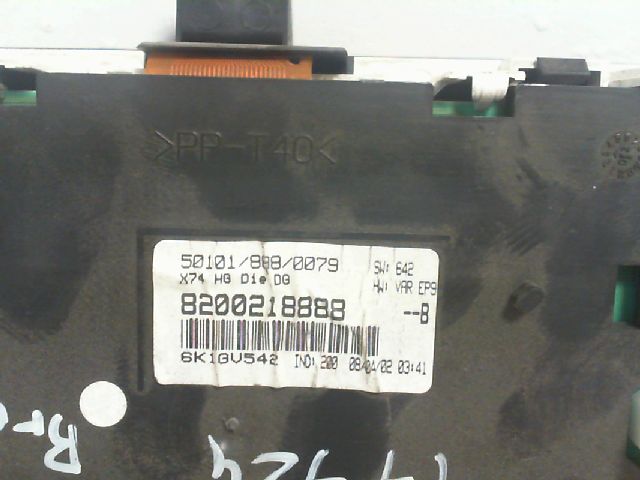 >PP-T40<
50101/888/0079
SW: 642
X74 HG Die DG
HW: VAR EP9
8200218888 --B
6K1GV542 IND: 200 08/04/02 03:41